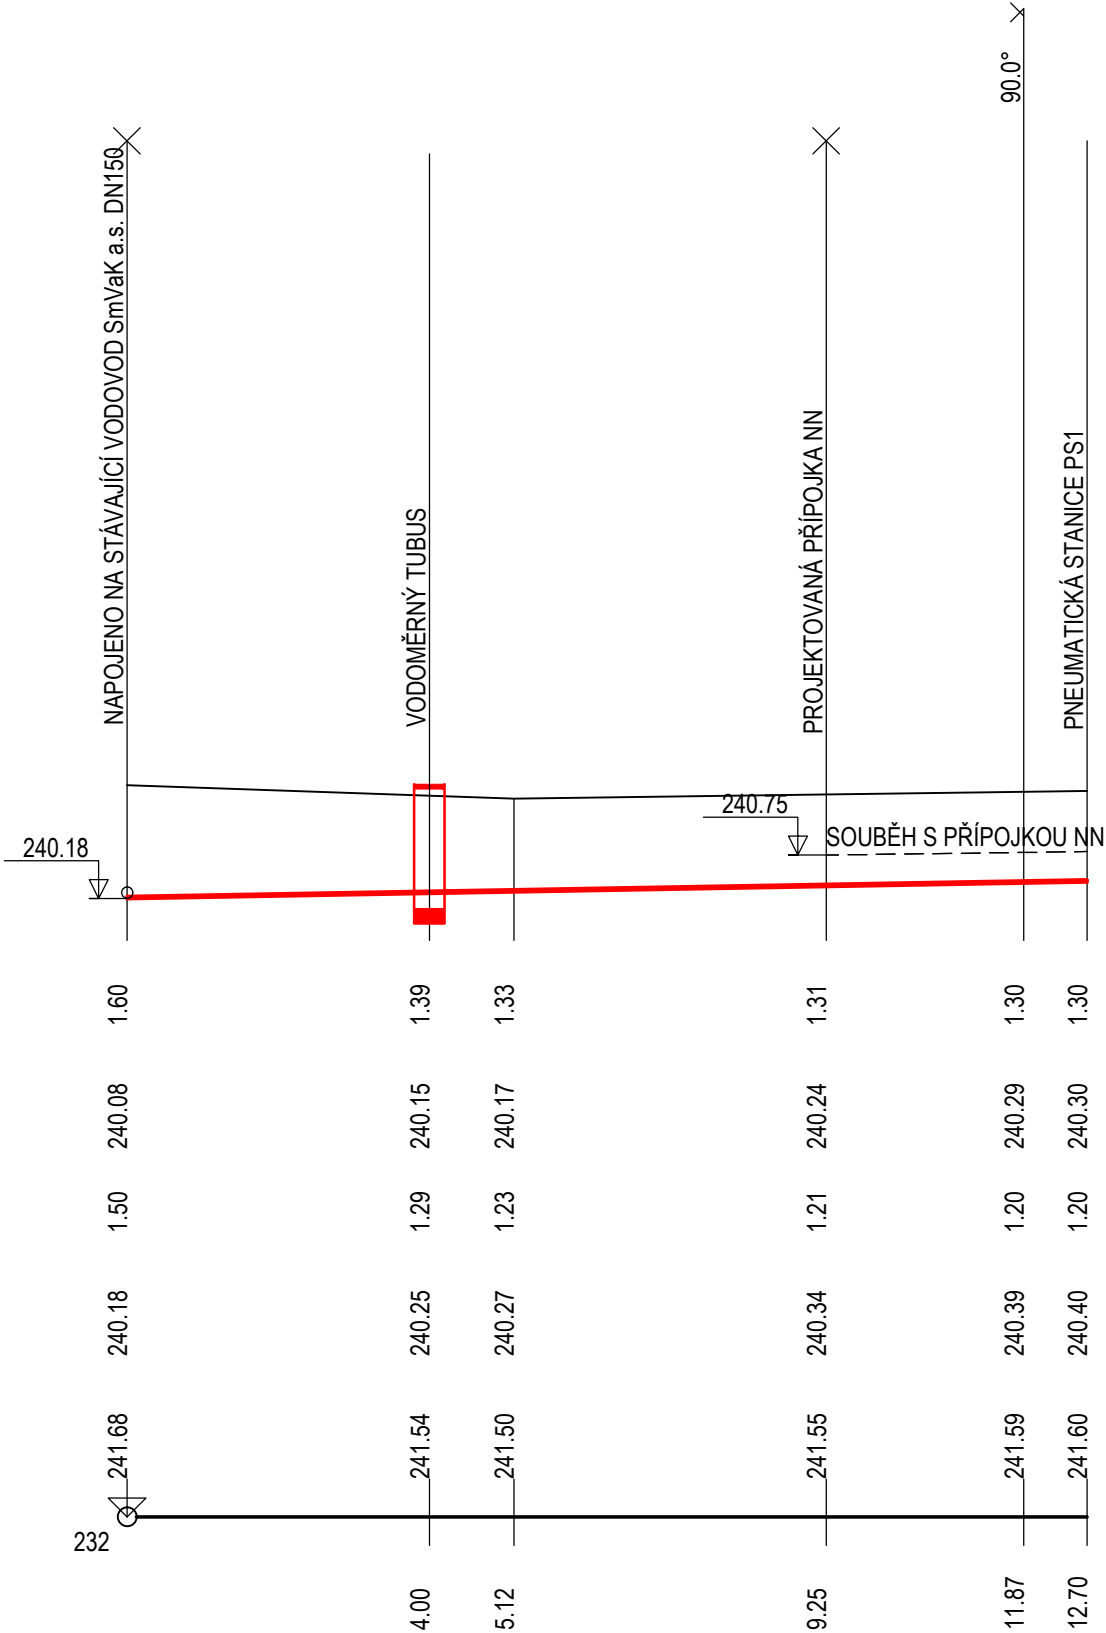 90.0°
NAPOJENO NA STÁVAJÍCÍ VODOVOD SmVaK a.s. DN150
VODOMĚRNÝ TUBUS
PROJEKTOVANÁ PŘÍPOJKA NN
PNEUMATICKÁ STANICE PS1
240.75
SOUBĚH S PŘÍPOJKOU NN
240.18
1.60 1.39 1.33 1.31 1.30 1.30
240.08 240.15 240.17 240.24 240.29 240.30
1.50 1.29 1.23 1.21 1.20 1.20
240.18 240.25 240.27 240.34 240.39 240.40
241.68 241.54 241.50 241.55 241.59 241.60
232
4.00 5.12 9.25 11.87 12.70